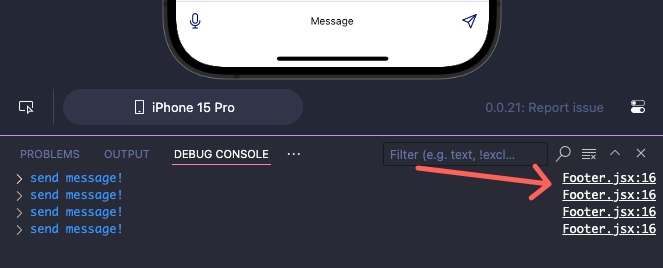 Message
iPhone 15 Pro
0.0.21: Report issue
PROBLEMS OUTPUT DEBUG CONSOLE ··· Filter (e.g. text, !excl...
> send message! Footer.jsx:16
> send message! Footer.jsx:16
> send message! Footer.jsx:16
> send message! Footer.jsx:16